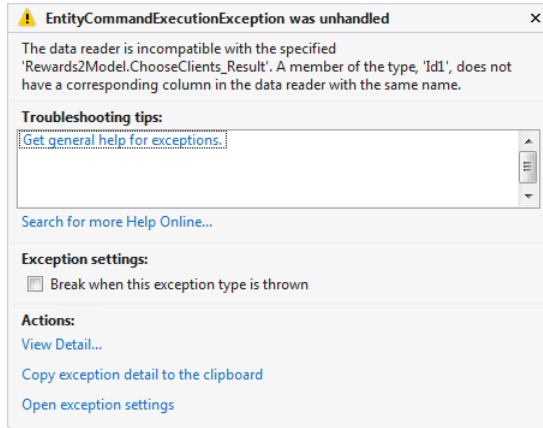 EntityCommandExecutionException was unhandled
The data reader is incompatible with the specified
'Rewards2Model.ChooseClients_Result'. A member of the type, 'Id1', does not
have a corresponding column in the data reader with the same name.
Troubleshooting tips:
Get general help for exceptions.
Search for more Help Online...
Exception settings:
Break when this exception type is thrown
Actions:
View Detail...
Copy exception detail to the clipboard
Open exception settings